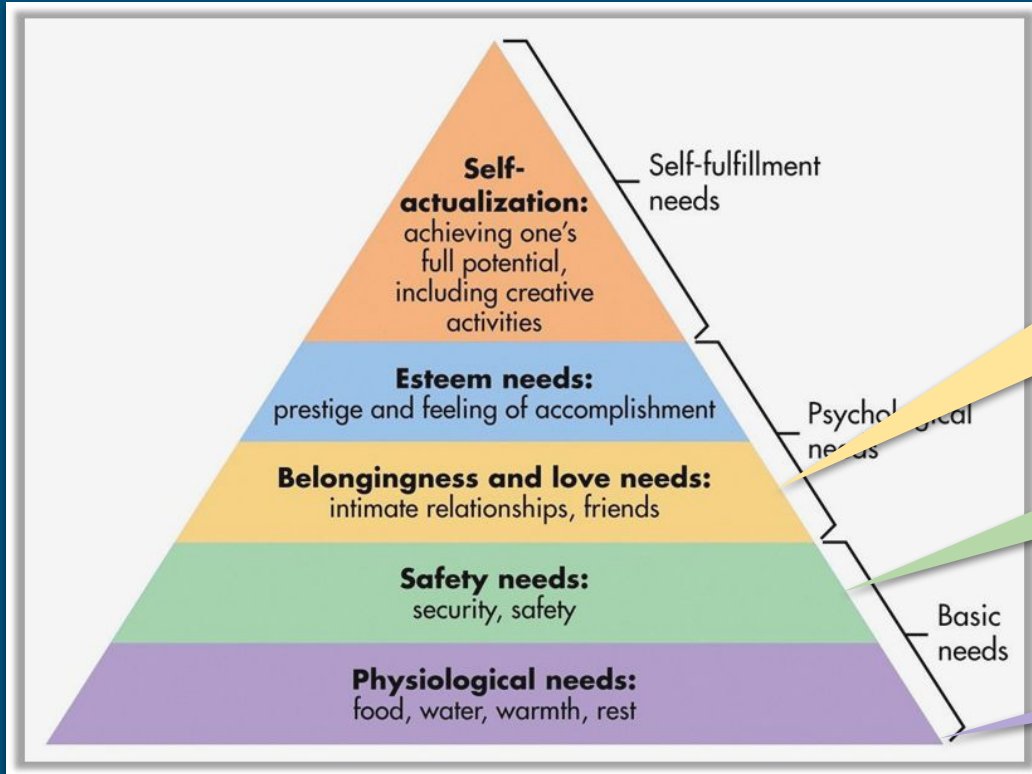 Self-
actualization:
achieving one's
full potential,
including creative
activities
Self-fulfillment
needs
Esteem needs:
prestige and feeling of accomplishment
Psychological
needs
Belongingness and love needs:
intimate relationships, friends
Safety needs:
security, safety
Basic
needs
Physiological needs:
food, water, warmth, rest